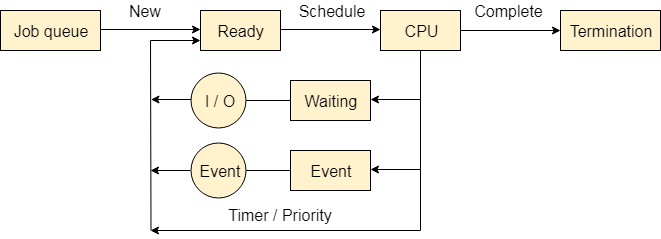 New
Schedule
Complete
Job queue
Ready
CPU
Termination
I / O
Waiting
Event
Event
Timer / Priority